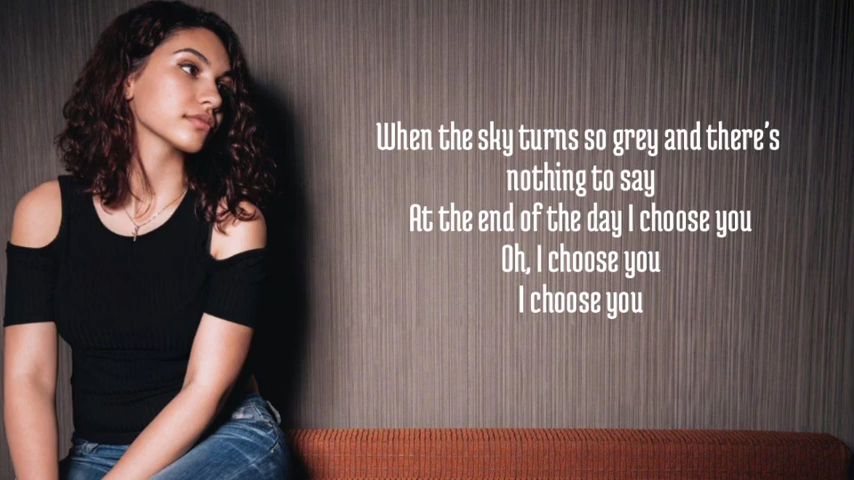 When the sky turns so grey and there's
nothing to say
At the end of the day I choose you
Oh, I choose you
I choose you